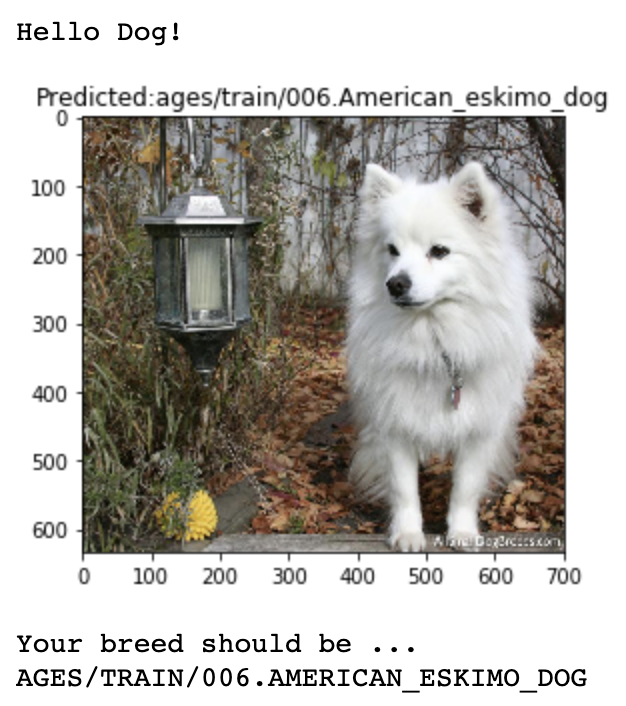 Hello Dog!
Predicted:ages/train/006.American_eskimo_dog
0
100
200
300
400
500
600
0 100 200 300 400 500 600 700
Your breed should be ...
AGES/TRAIN/006.AMERICAN_ESKIMO_DOG